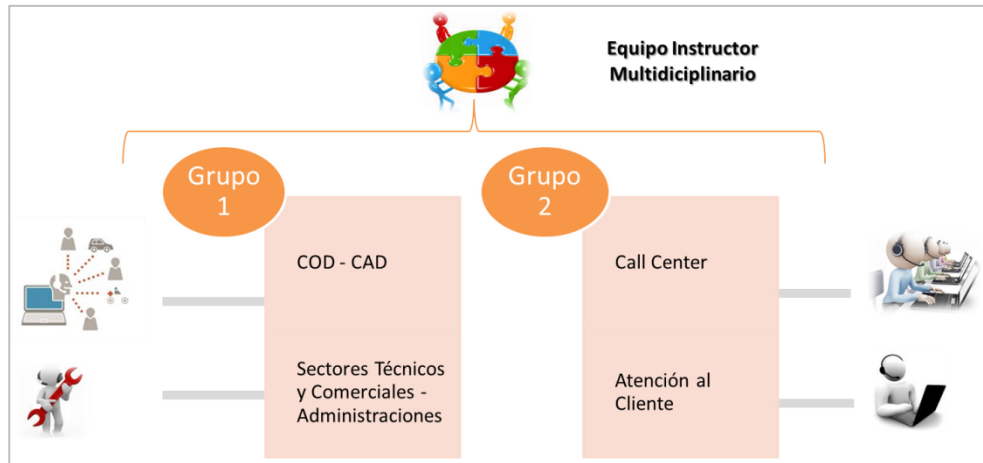 Equipo Instructor
Multidiciplinario
Grupo
1
COD - CAD
Sectores Técnicos
y Comerciales -
Administraciones
Grupo
2
Call Center
Atención al
Cliente